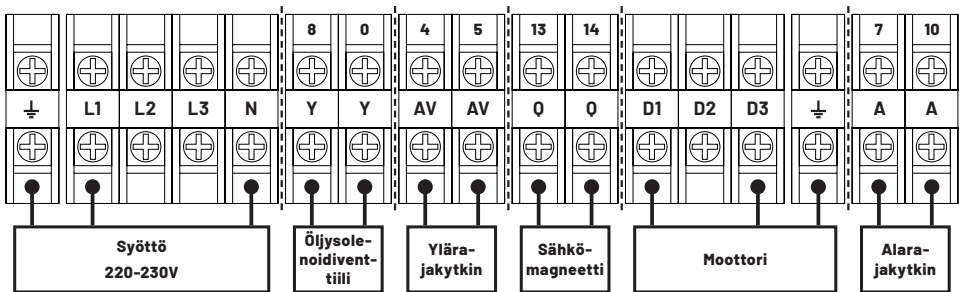 8 0 4 5 13 14 7 10
L1 L2 L3 N Y Y AV AV Q Q D1 D2 D3 A A
Syöttö
220-230V
Öljysole-
noidivent-
tiili
Ylära-
jakytkin
Sähkö-
magneetti
Moottori
Alara-
jakytkin